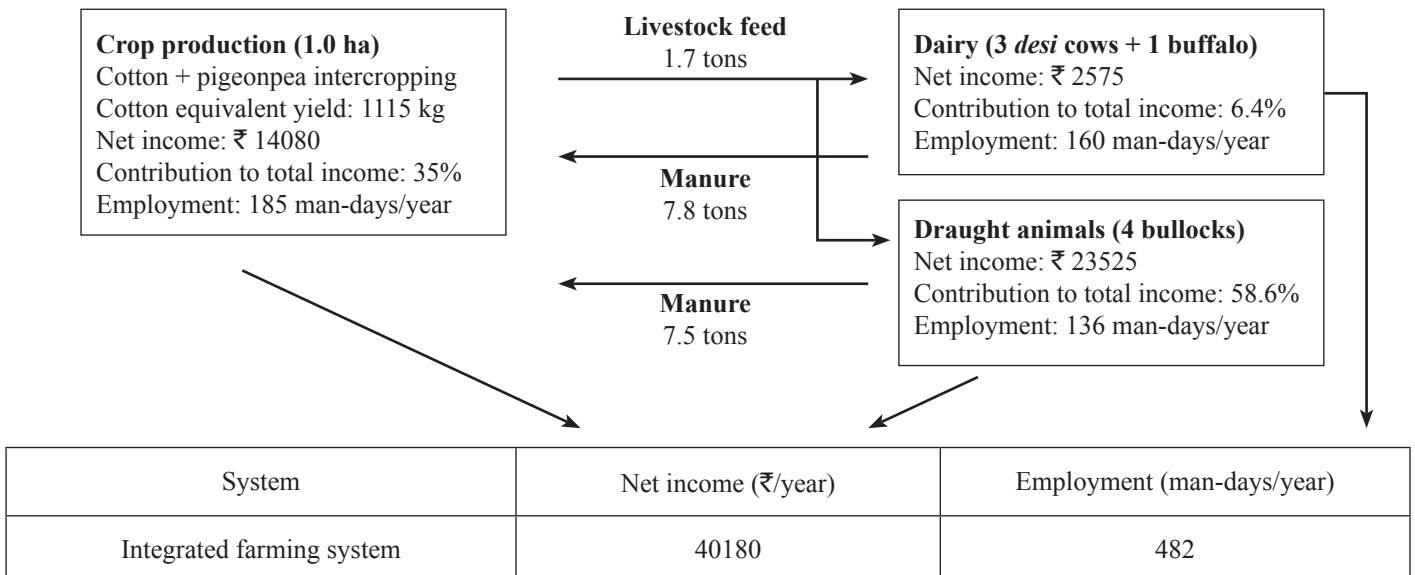 Crop production (1.0 ha)
Cotton + pigeonpea intercropping
Cotton equivalent yield: 1115 kg
Net income: ₹ 14080
Contribution to total income: 35%
Employment: 185 man-days/year
Livestock feed
1.7 tons
Manure
7.8 tons
Manure
7.5 tons
Dairy (3 desi cows + 1 buffalo)
Net income: ₹ 2575
Contribution to total income: 6.4%
Employment: 160 man-days/year
Draught animals (4 bullocks)
Net income: ₹ 23525
Contribution to total income: 58.6%
Employment: 136 man-days/year
System Net income (₹/year) Employment (man-days/year)
Integrated farming system 40180 482